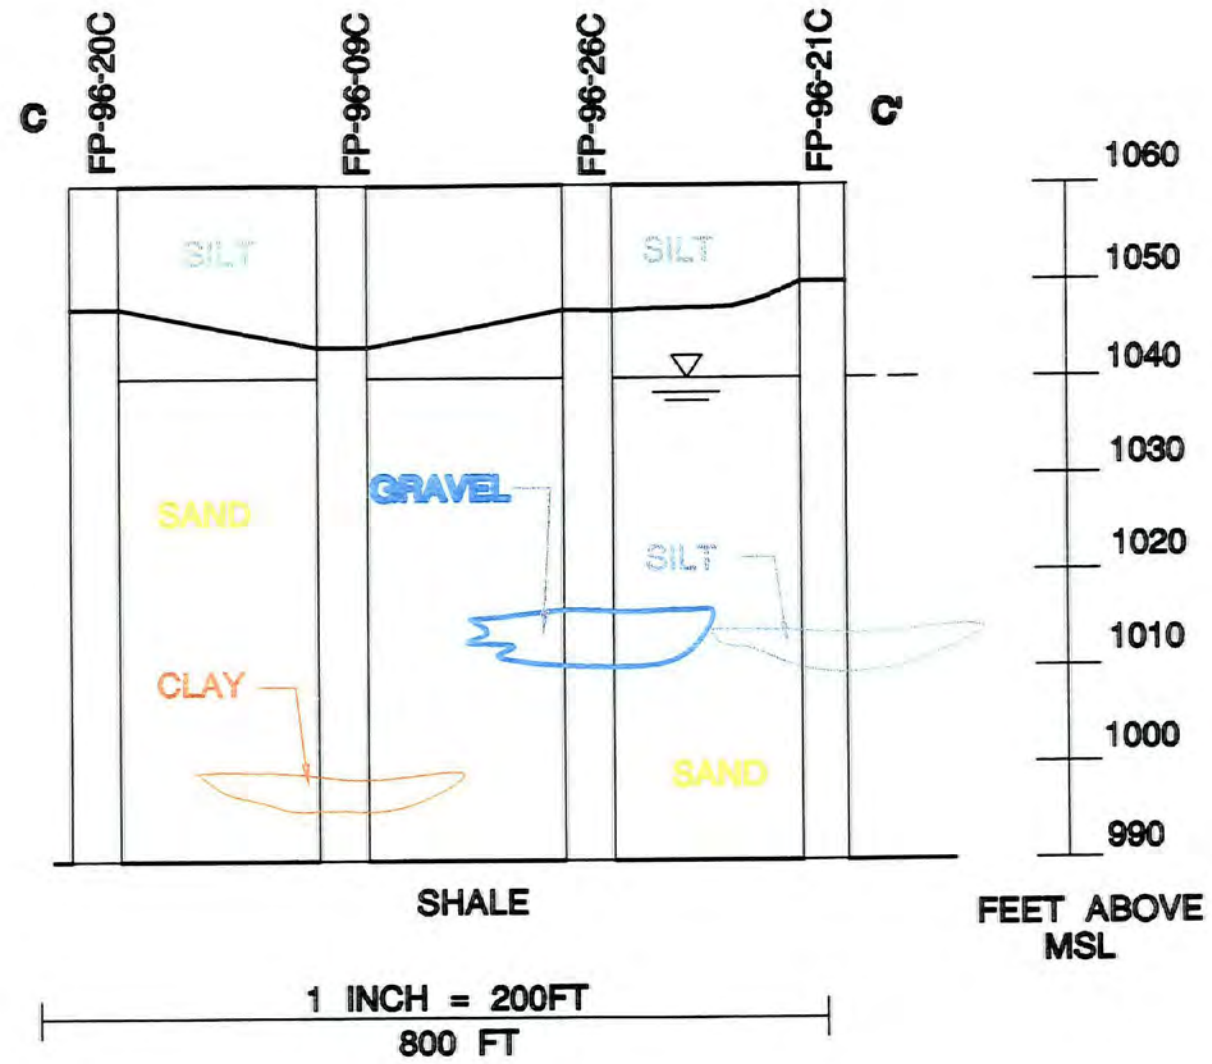 C
FP-96-20C
FP-96-09C
FP-96-26C
FP-96-21C
1060
SILT
SILT
1050
1040
1030
GRAVEL
SAND
SILT
1020
1010
CLAY
1000
SAND
990
SHALE
FEET ABOVE
MSL
1 INCH = 200FT
800 FT